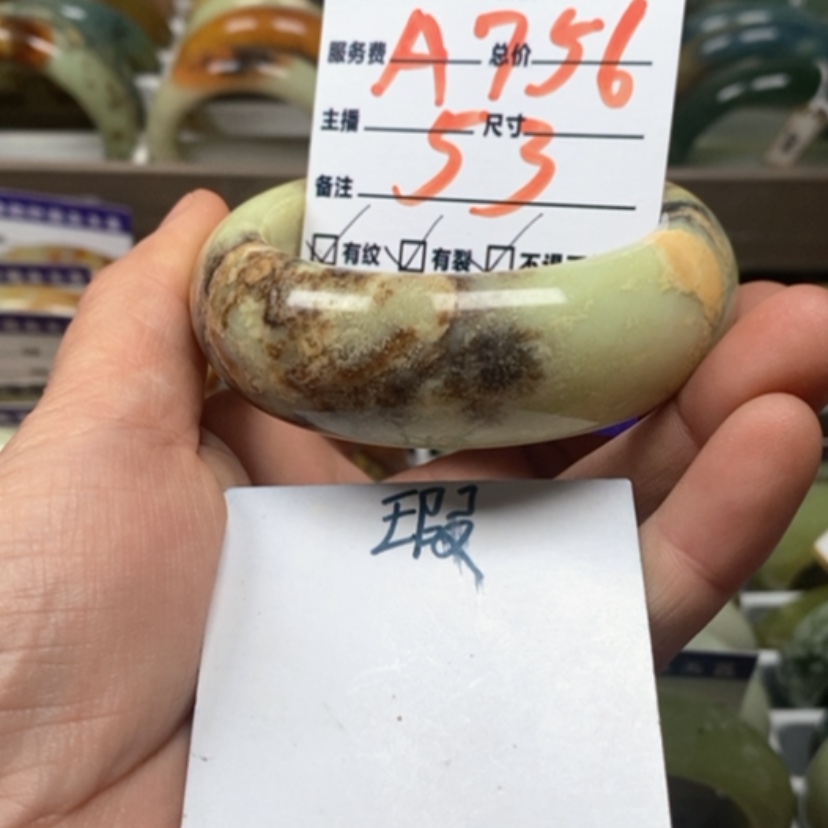 服务费 A 总价 756
主播 尺寸 53
备注
有纹 有裂 不退
瑕